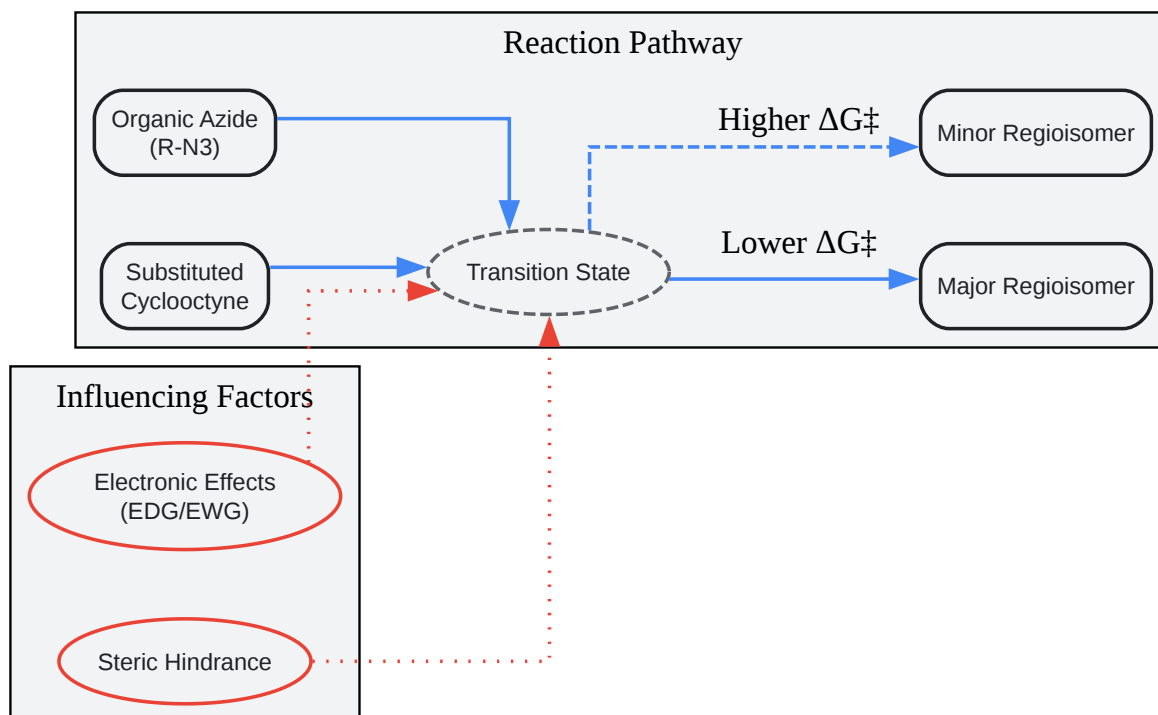 Reaction Pathway
Organic Azide
(R-N3)
Higher ΔG‡
Minor Regioisomer
Substituted
Cyclooctyne
Transition State
Lower ΔG‡
Major Regioisomer
Influencing Factors
Electronic Effects
(EDG/EWG)
Steric Hindrance